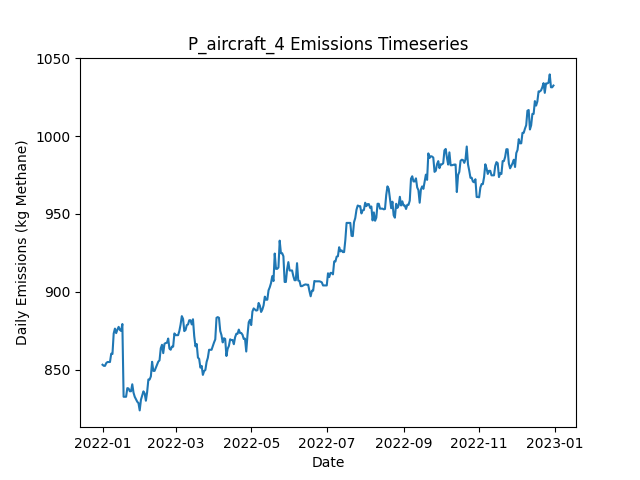 P_aircraft_4 Emissions Timeseries
Daily Emissions (kg Methane)
1050
1000
950
900
850
2022-01 2022-03 2022-05 2022-07 2022-09 2022-11 2023-01
Date